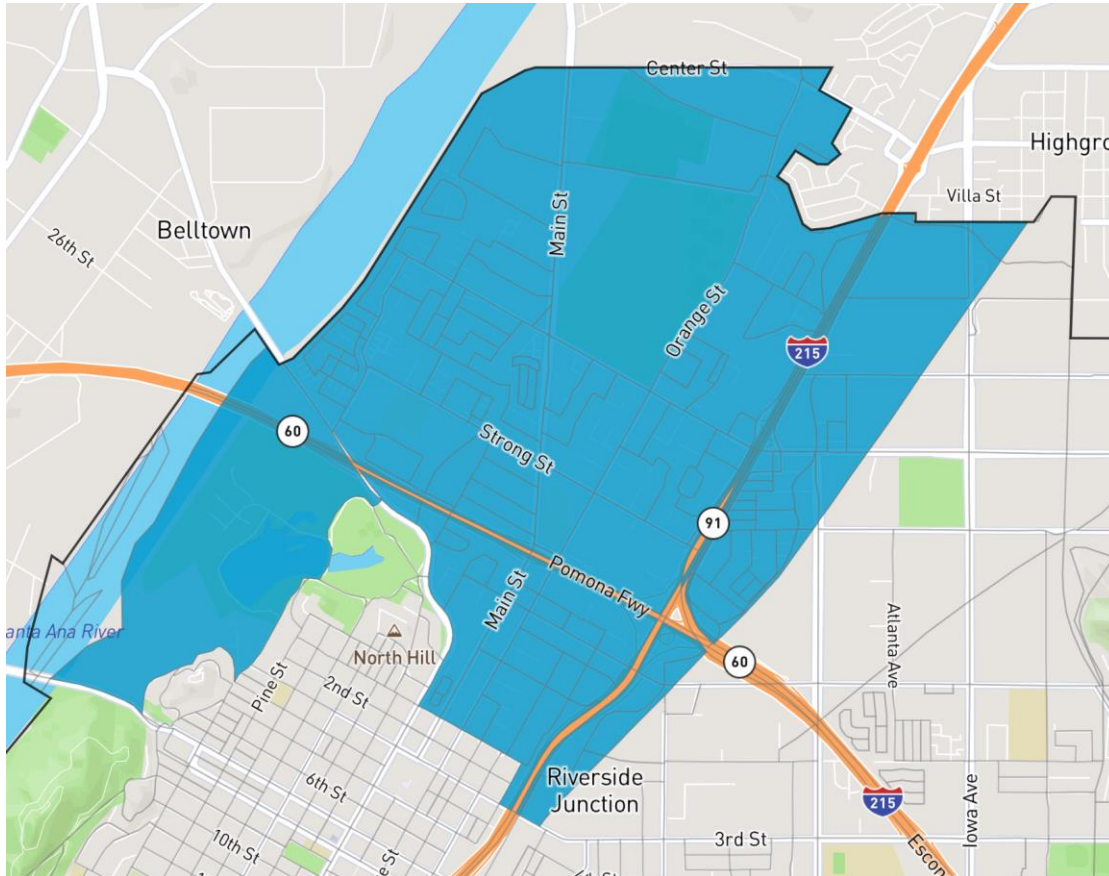 Center St
Highgro
Villa St
Belltown
26th St
Main St
Orange St
215
60
Strong St
91
Pomona Fwy
Main St
anta Ana River
North Hill
Atlanta Ave
60
Pine St
2nd St
Riverside
Junction
6th St
215
Iowa Ave
3rd St
10th St
e St
Escon